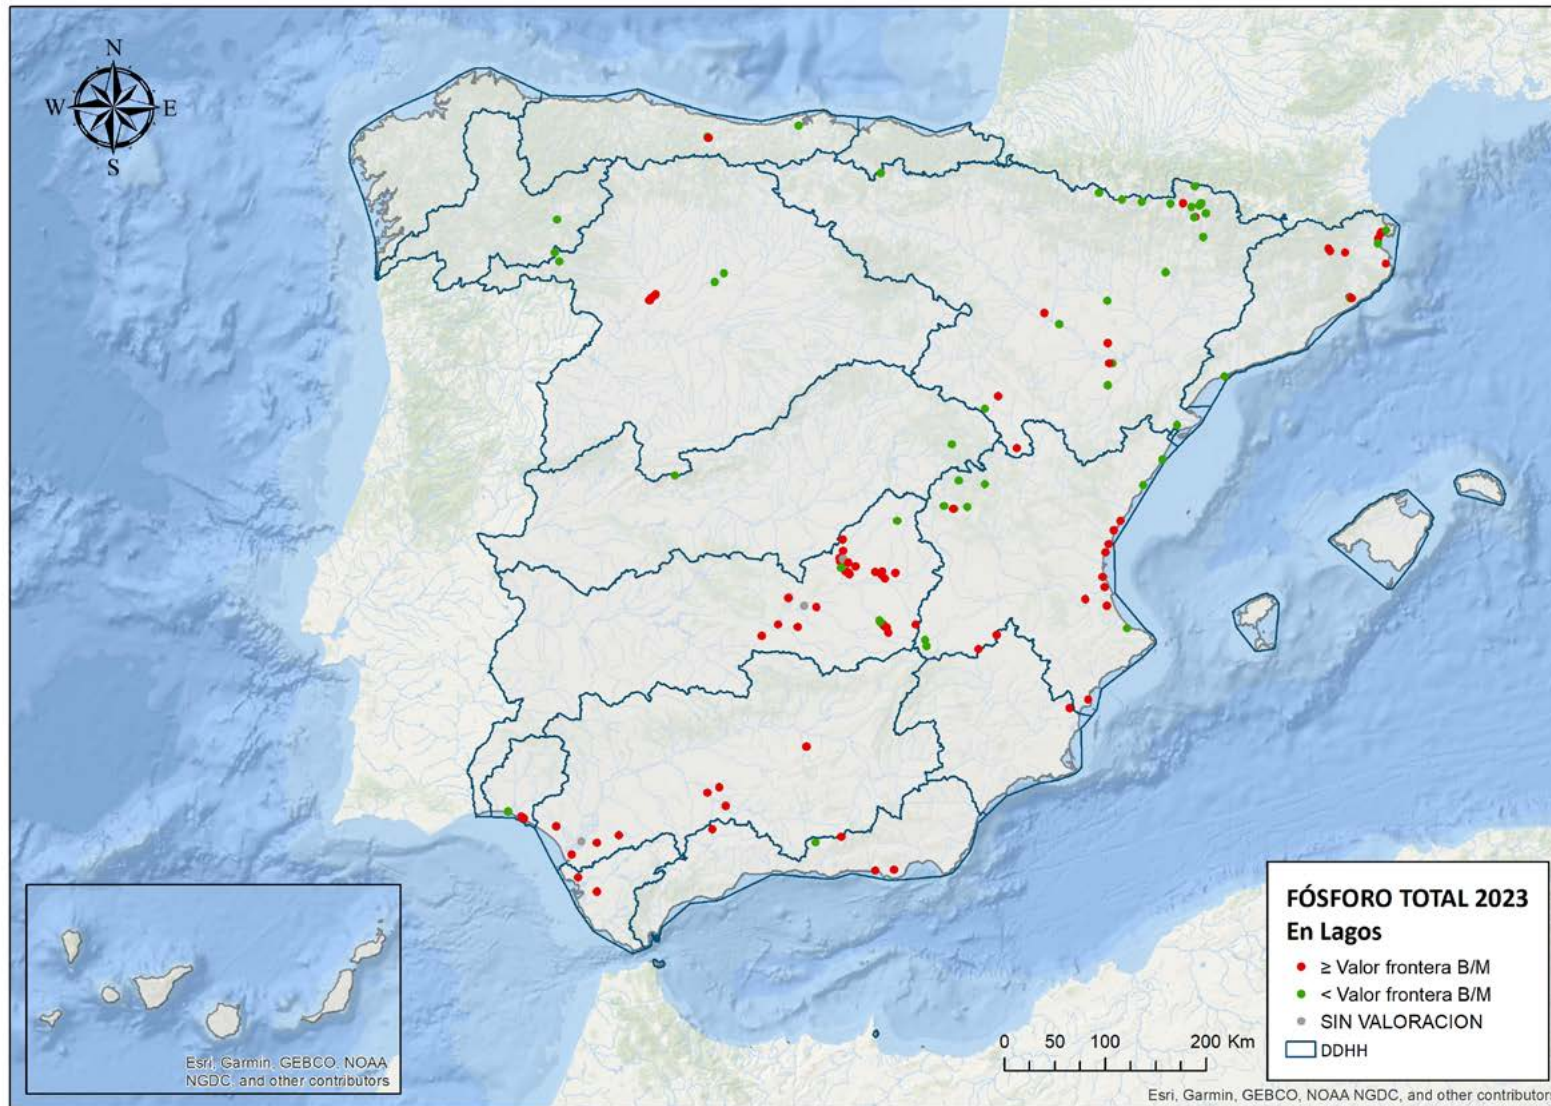 N
W E
S
FÓSFORO TOTAL 2023
En Lagos
≥ Valor frontera B/M
< Valor frontera B/M
SIN VALORACION
DDHH
0 50 100 200 Km
Esri, Garmin, GEBCO, NOAA
NGDC, and other contributors
Esri, Garmin, GEBCO, NOAA NGDC, and other contributor